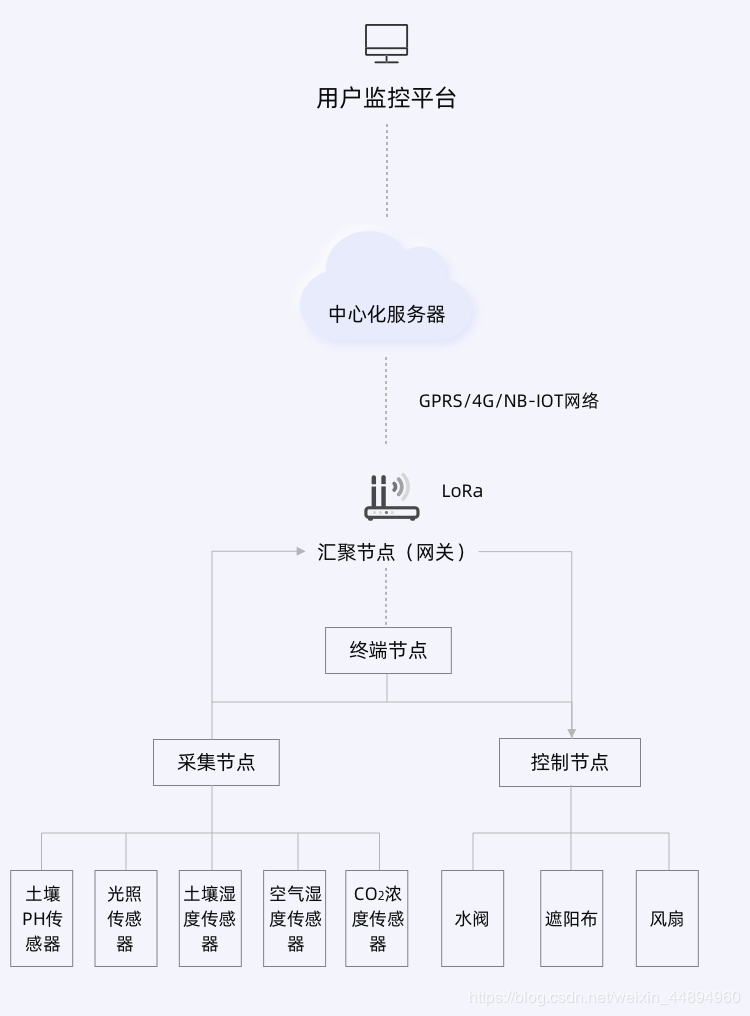 用户监控平台
中心化服务器
GPRS/4G/NB-IOT网络
LoRa
汇聚节点（网关）
终端节点
采集节点
控制节点
土壤
PH传
感器
光照
传感
器
土壤湿
度传感
器
空气湿
度传感
器
CO₂浓
度传感
器
水阀
遮阳布
风扇
https://blog.csdn.net/weixin_44894960